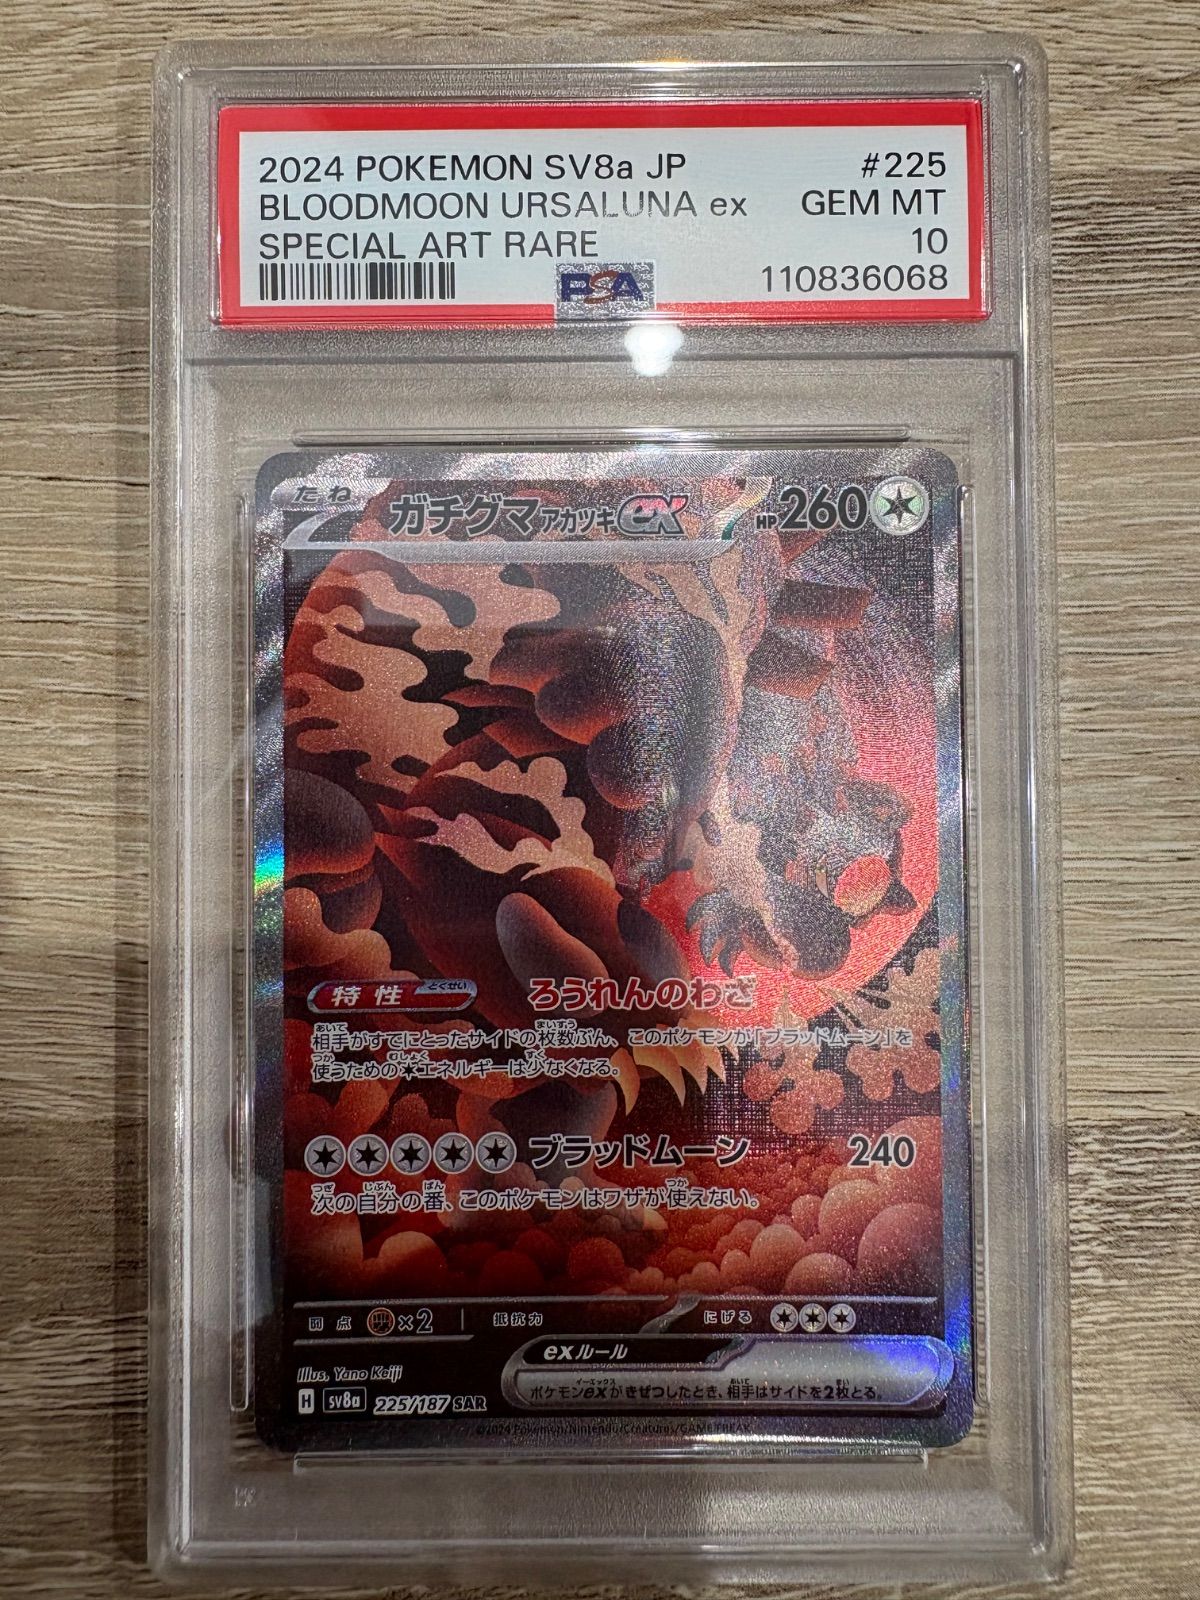 2024 POKEMON SV8a JP #225
BLOODMOON URSALUNA ex GEM MT
SPECIAL ART RARE 10
PSA 110836068
たね ガチグマ アカツキ ex HP 260
特性 とくせい ろうれんのわざ
相手がすでにとったサイドの枚数ぶん、このポケモンが「ブラッドムーン」を
使うためのエネルギーは少なくなる。
ブラッドムーン 240
次の自分の番、このポケモンはワザが使えない。
弱点 ×2 抵抗力 にげる
exルール
ポケモンexがきぜつしたとき、相手はサイドを2枚とる。
Illus. Yano Keiji
H sv8a 225/187 SAR
©2024 Pokémon/Nintendo/Creatures/GAME FREAK